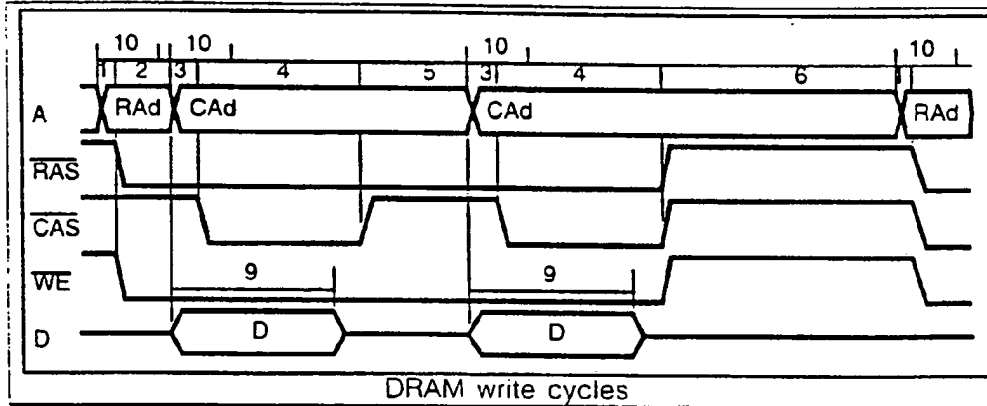 10 10 10 10
1 2 3 4 5 3 4 6 1
A RAd CAd CAd RAd
RAS
CAS
WE 9 9
D D D
DRAM write cycles